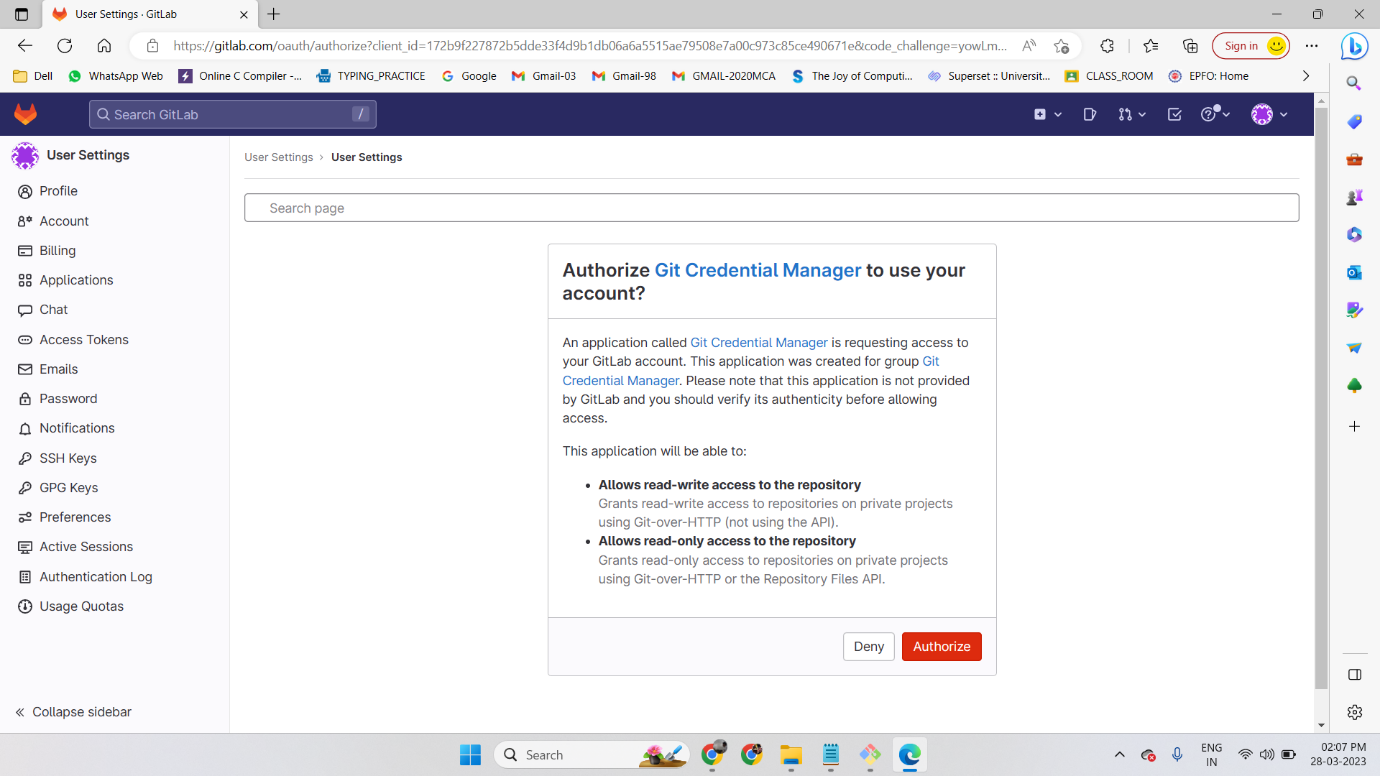 User Settings · GitLab
https://gitlab.com/oauth/authorize?client_id=172b9f227872b5dde33f4d9b1db06a6a5515ae79508e7a00c973c85ce490671e&code_challenge=yowLm...
Sign in
Dell
WhatsApp Web
Online C Compiler -...
TYPING_PRACTICE
Google
Gmail-03
Gmail-98
GMAIL-2020MCA
The Joy of Computi...
Superset :: Universit...
CLASS_ROOM
EPFO: Home
Search GitLab
/
User Settings
Profile
Account
Billing
Applications
Chat
Access Tokens
Emails
Password
Notifications
SSH Keys
GPG Keys
Preferences
Active Sessions
Authentication Log
Usage Quotas
Collapse sidebar
User Settings › User Settings
Search page
Authorize Git Credential Manager to use your
account?
An application called Git Credential Manager is requesting access to
your GitLab account. This application was created for group Git
Credential Manager. Please note that this application is not provided
by GitLab and you should verify its authenticity before allowing
access.
This application will be able to:
• Allows read-write access to the repository
Grants read-write access to repositories on private projects
using Git-over-HTTP (not using the API).
• Allows read-only access to the repository
Grants read-only access to repositories on private projects
using Git-over-HTTP or the Repository Files API.
Deny
Authorize
Search
ENG
IN
02:07 PM
28-03-2023